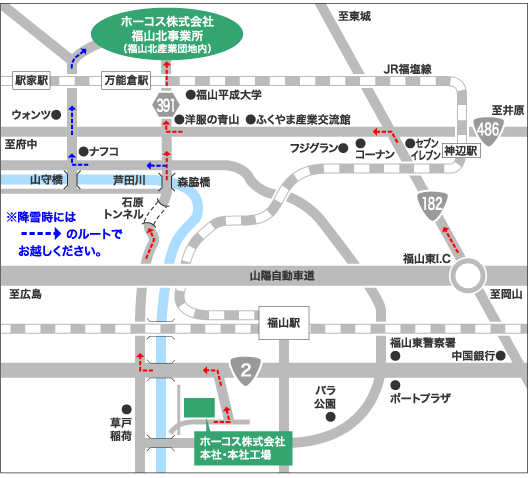 至東城
ホーコス株式会社
福山北事業所
(福山北産業団地内)
JR福塩線
駅家駅
万能倉駅
福山平成大学
391
ウォンツ
洋服の青山
ふくやま産業交流館
至井原
486
至府中
ナフコ
フジグラン
コーナン
セブン
イレブン
神辺駅
山守橋
芦田川
森脇橋
石原
トンネル
182
※降雪時には
のルートで
お越しください。
福山東I.C
山陽自動車道
至広島
至岡山
福山駅
福山東警察署
中国銀行
2
バラ
公園
ポートプラザ
草戸
稲荷
ホーコス株式会社
本社・本社工場